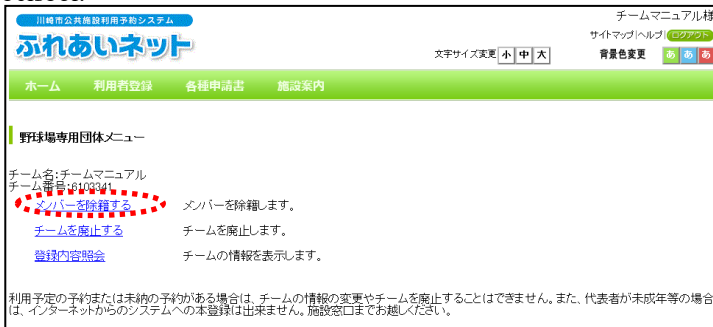 川崎市公共施設利用予約システム
ふれあいネット
チームマニュアル様
サイトマップ|ヘルプ|ログアウト
文字サイズ変更 小 中 大 背景色変更 あ あ あ
ホーム 利用者登録 各種申請書 施設案内
野球場専用団体メニュー
チーム名:チームマニュアル
チーム番号:6103341
メンバーを除籍する メンバーを除籍します。
チームを廃止する チームを廃止します。
登録内容照会 チームの情報を表示します。
利用予定の予約または未納の予約がある場合は、チームの情報の変更やチームを廃止することはできません。また、代表者が未成年等の場合
は、インターネットからのシステムへの本登録は出来ません。施設窓口までお越しください。